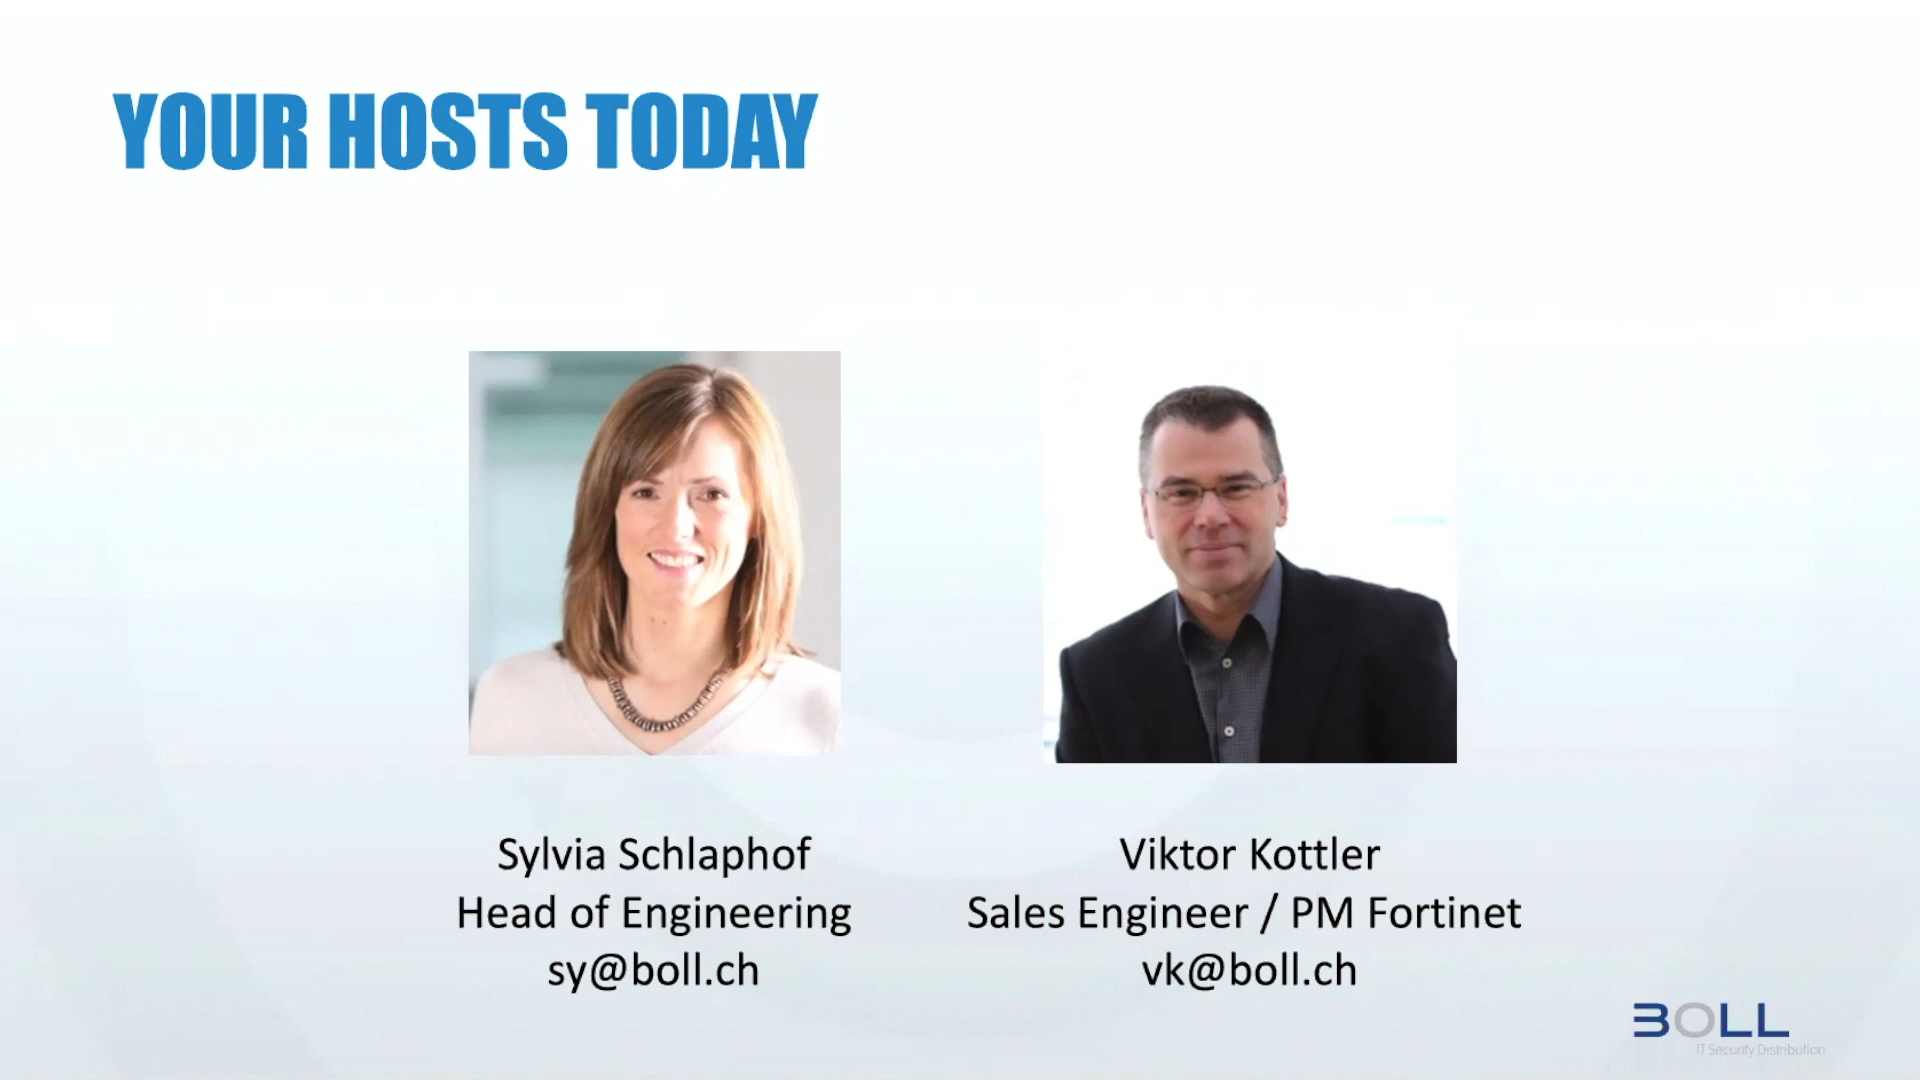 YOUR HOSTS TODAY
Sylvia Schlaphof
Head of Engineering
sy@boll.ch
Viktor Kottler
Sales Engineer / PM Fortinet
vk@boll.ch
BOLL
IT Security Distribution